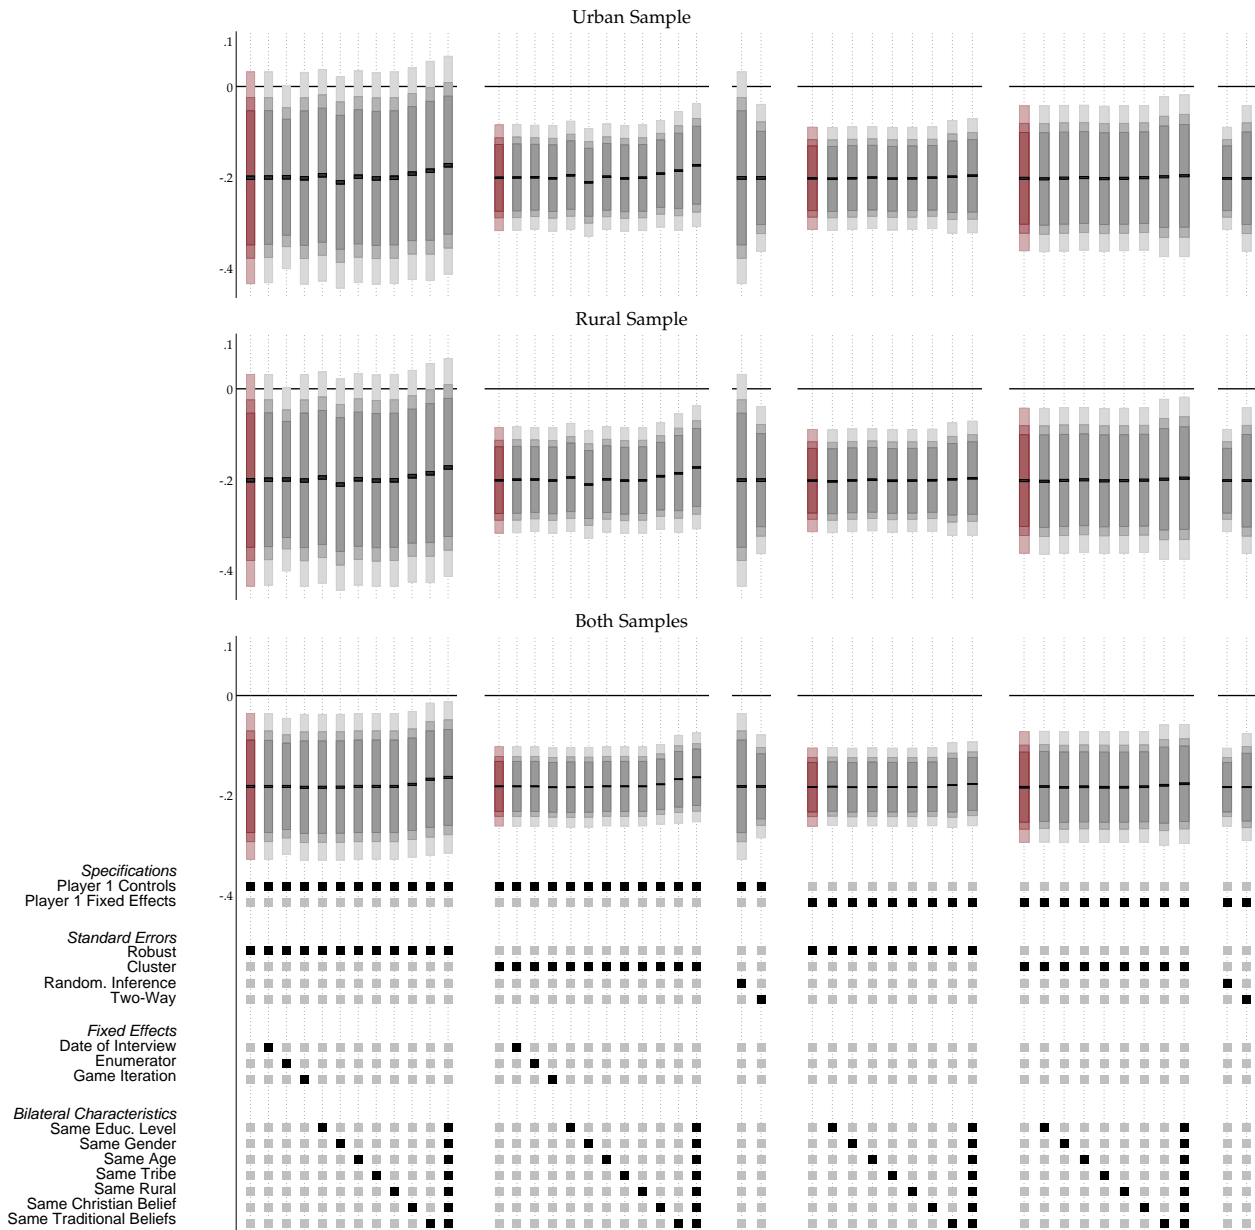 Urban Sample
.1
0
-.2
-.4
Rural Sample
.1
0
-.2
-.4
Both Samples
.1
0
-.2
-.4
Specifications
Player 1 Controls
Player 1 Fixed Effects
Standard Errors
Robust
Cluster
Random. Inference
Two-Way
Fixed Effects
Date of Interview
Enumerator
Game Iteration
Bilateral Characteristics
Same Educ. Level
Same Gender
Same Age
Same Tribe
Same Rural
Same Christian Belief
Same Traditional Beliefs